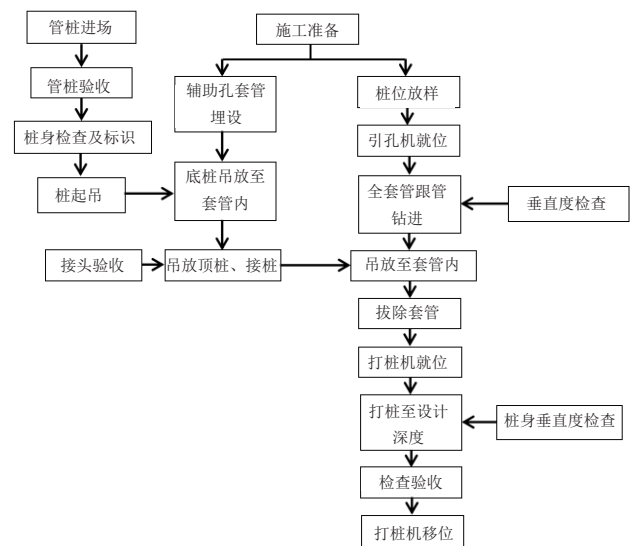 管桩进场
施工准备
管桩验收
辅助孔套管
埋设
桩位放样
桩身检查及标识
引孔机就位
桩起吊
底桩吊放至
套管内
全套管跟管
钻进
垂直度检查
接头验收
吊放顶桩、接桩
吊放至套管内
拔除套管
打桩机就位
打桩至设计
深度
桩身垂直度检查
检查验收
打桩机移位